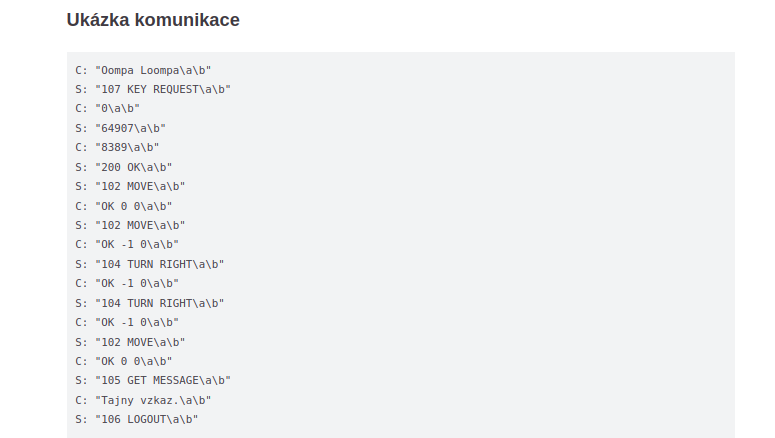 Ukázka komunikace
C: "Oompa Loompa\a\b"
S: "107 KEY REQUEST\a\b"
C: "0\a\b"
S: "64907\a\b"
C: "8389\a\b"
S: "200 OK\a\b"
S: "102 MOVE\a\b"
C: "OK 0 0\a\b"
S: "102 MOVE\a\b"
C: "OK -1 0\a\b"
S: "104 TURN RIGHT\a\b"
C: "OK -1 0\a\b"
S: "104 TURN RIGHT\a\b"
C: "OK -1 0\a\b"
S: "102 MOVE\a\b"
C: "OK 0 0\a\b"
S: "105 GET MESSAGE\a\b"
C: "Tajny vzkaz.\a\b"
S: "106 LOGOUT\a\b"